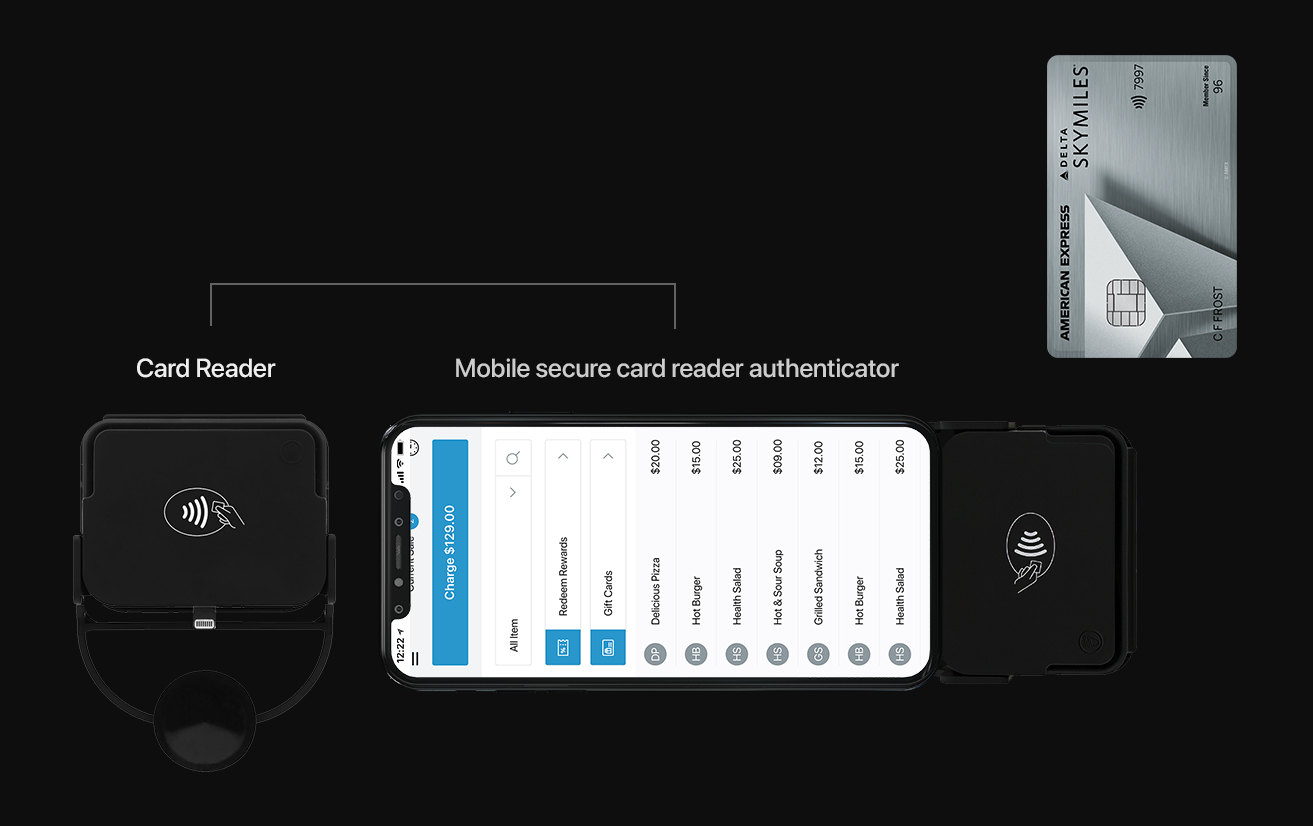 Card Reader
Mobile secure card reader authenticator
12:22
Current Sale 2
Charge $129.00
All Item
Redeem Rewards
Gift Cards
DP Delicious Pizza $20.00
HB Hot Burger $15.00
HS Health Salad $25.00
HS Hot & Sour Soup $09.00
GS Grilled Sandwich $12.00
HB Hot Burger $15.00
HS Health Salad $25.00
AMERICAN EXPRESS
DELTA
SKYMILES
7997
C F FROST
Member Since
96